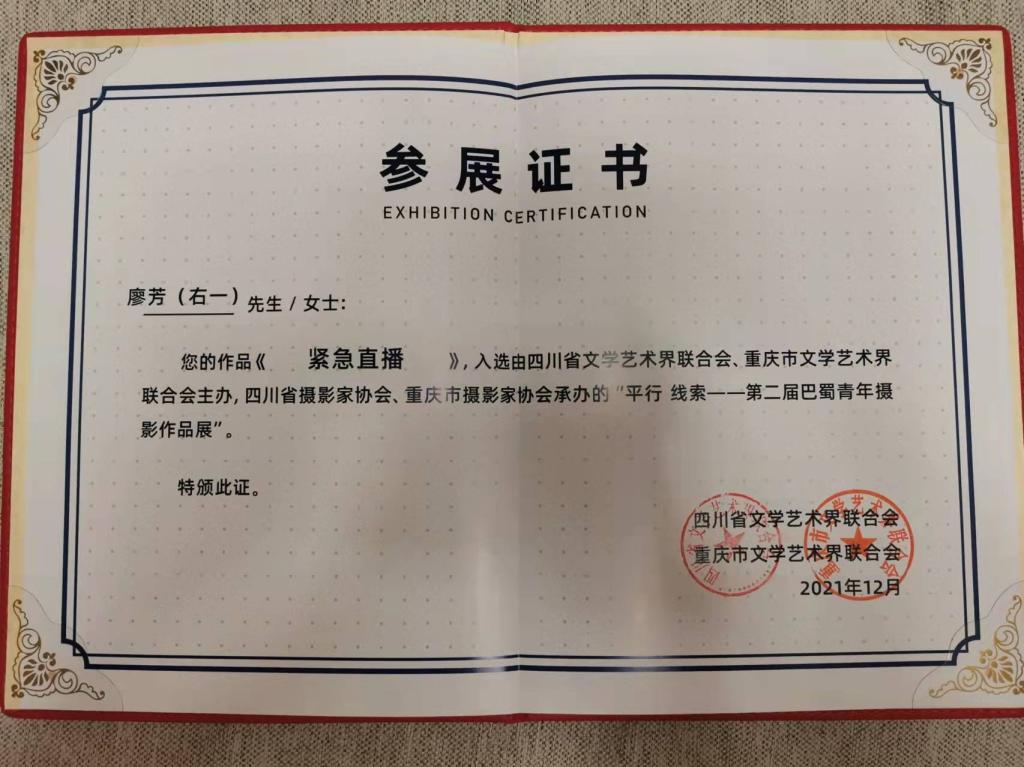 参展证书
EXHIBITION CERTIFICATION
廖芳（右一）先生 / 女士:
您的作品《 紧急直播 》, 入选由四川省文学艺术界联合会、重庆市文学艺术界
联合会主办, 四川省摄影家协会、重庆市摄影家协会承办的“平行 线索——第二届巴蜀青年摄
影作品展”。
特颁此证。
四川省文学艺术界联合会
重庆市文学艺术界联合会
2021年12月